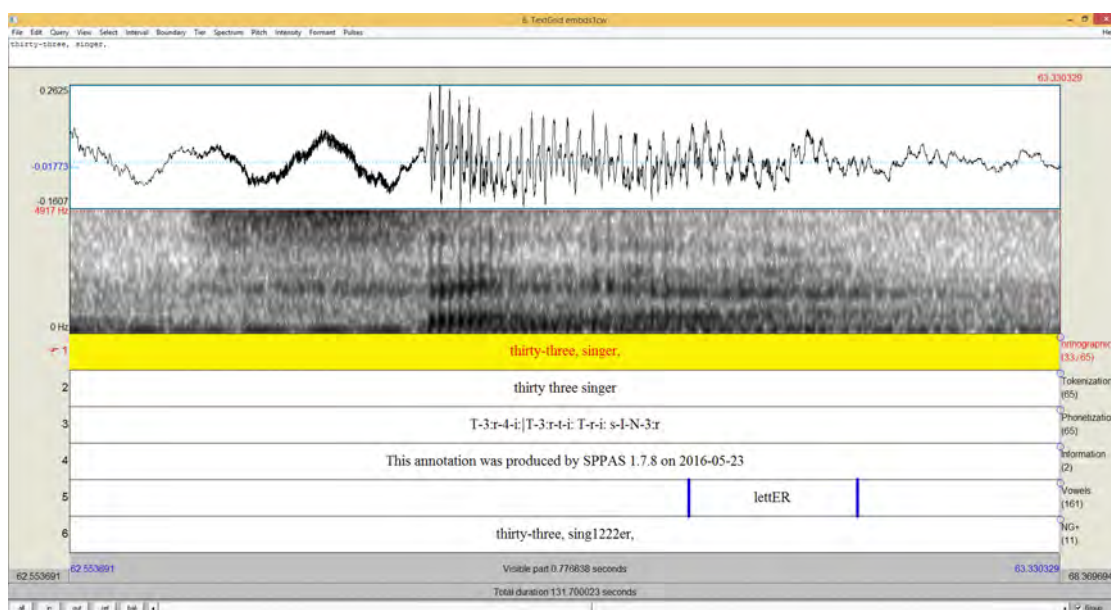 8. TextGrid embids1cw
File Edit Query View Select Interval Boundary Tier Spectrum Pitch Intensity Formant Pulses He
thirty-three, singer,
63.330329
0.2625
-0.01773
-0.1607
4917 Hz
0 Hz
1 thirty-three, singer, (33/65)
2 thirty three singer Tokenization (65)
3 T-3:r-4-i:|T-3:r-t-i: T-r-i: s-I-N-3:r Phonetization (65)
4 This annotation was produced by SPPAS 1.7.8 on 2016-05-23 Information (2)
5 lettER Vowels (161)
6 thirty-three, sing1222er, NG+ (11)
62.553691 62.553691 Visible part 0.776638 seconds 63.330329 68.369694
Total duration 131.700023 seconds